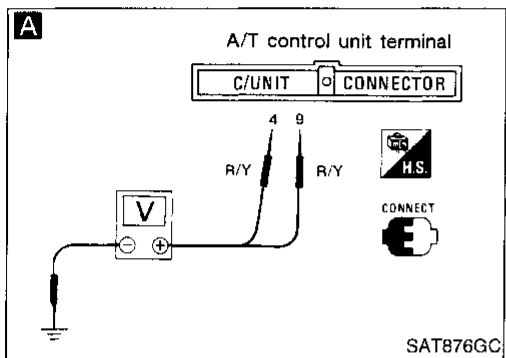 A
A/T control unit terminal
C/UNIT CONNECTOR
4 9
R/Y R/Y
H.S.
V
CONNECT
SAT876GC